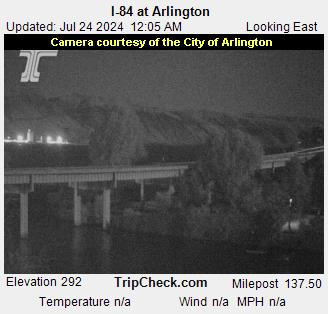 I-84 at Arlington
Updated: Jul 24 2024 12:05 AM Looking East
Camera courtesy of the City of Arlington
Elevation 292 TripCheck.com Milepost 137.50
Temperature n/a Wind n/a MPH n/a